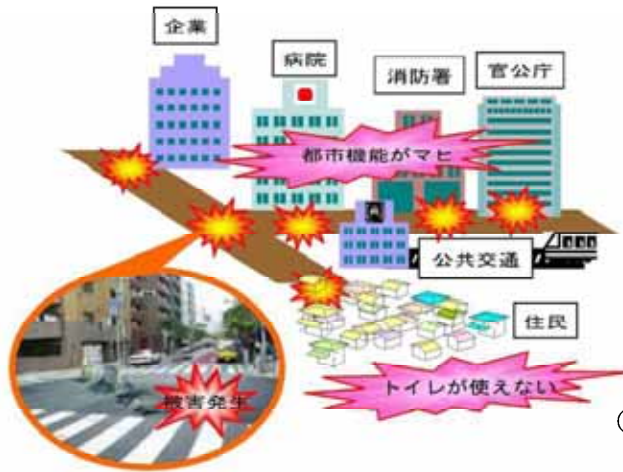 企業
病院
消防署
官公庁
都市機能がマヒ
公共交通
住民
被害発生
トイレが使えない